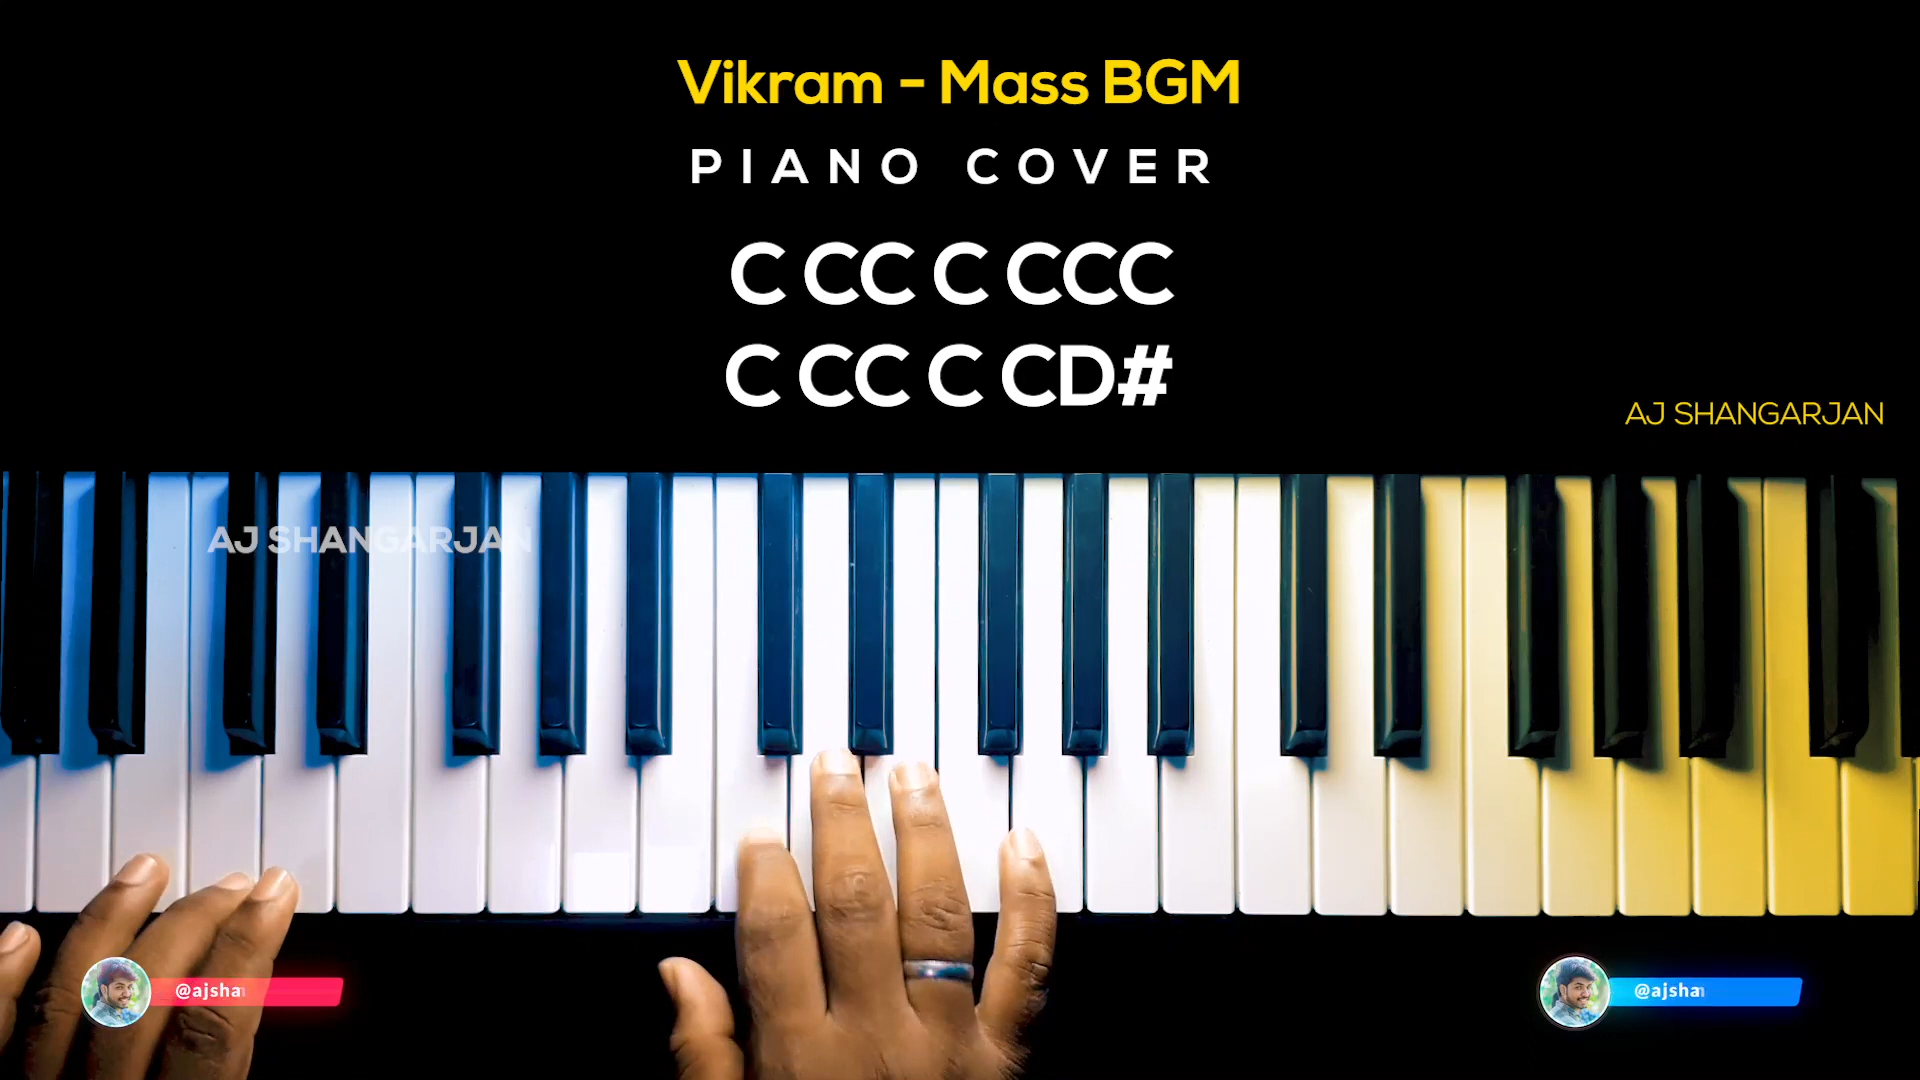 Vikram - Mass BGM
PIANO COVER
C CC C CCC
C CC C CD#
AJ SHANGARJAN
AJ SHANGARJAN
@ajsha
@ajsha